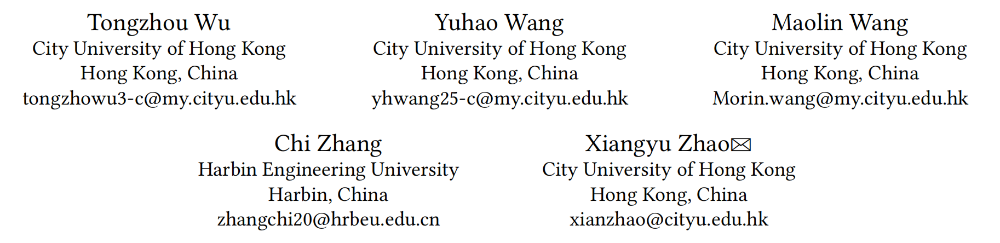 Tongzhou Wu
City University of Hong Kong
Hong Kong, China
tongzhowu3-c@my.cityu.edu.hk
Yuhao Wang
City University of Hong Kong
Hong Kong, China
yhwang25-c@my.cityu.edu.hk
Maolin Wang
City University of Hong Kong
Hong Kong, China
Morin.wang@my.cityu.edu.hk
Chi Zhang
Harbin Engineering University
Harbin, China
zhangchi20@hrbeu.edu.cn
Xiangyu Zhao✉
City University of Hong Kong
Hong Kong, China
xianzhao@cityu.edu.hk